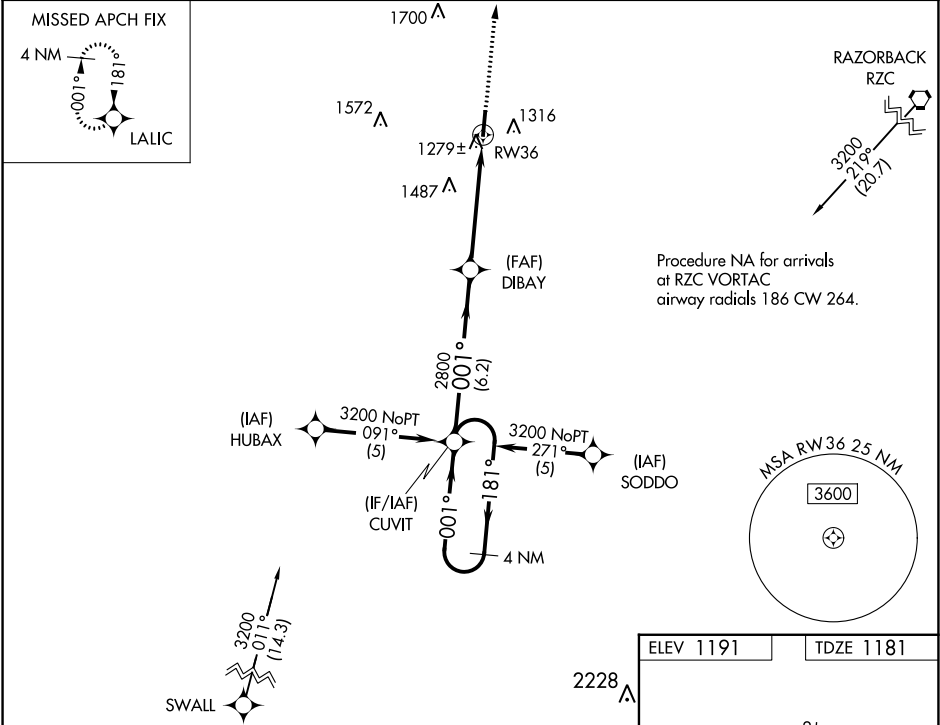 MISSED APCH FIX
4 NM
001°
181°
LALIC
1700
1572
1316
1279±
RW36
1487
RAZORBACK
RZC
3200
219°
(20.7)
(FAF)
DIBAY
Procedure NA for arrivals
at RZC VORTAC
airway radials 186 CW 264.
2800
001°
(6.2)
(IAF)
HUBAX
3200 NoPT
091°
(5)
3200 NoPT
271°
(5)
(IAF)
SODDO
(IF/IAF)
CUVIT
001°
181°
4 NM
MSA RW36 25 NM
3600
3200
011°
(14.3)
SWALL
2228
ELEV 1191
TDZE 1181